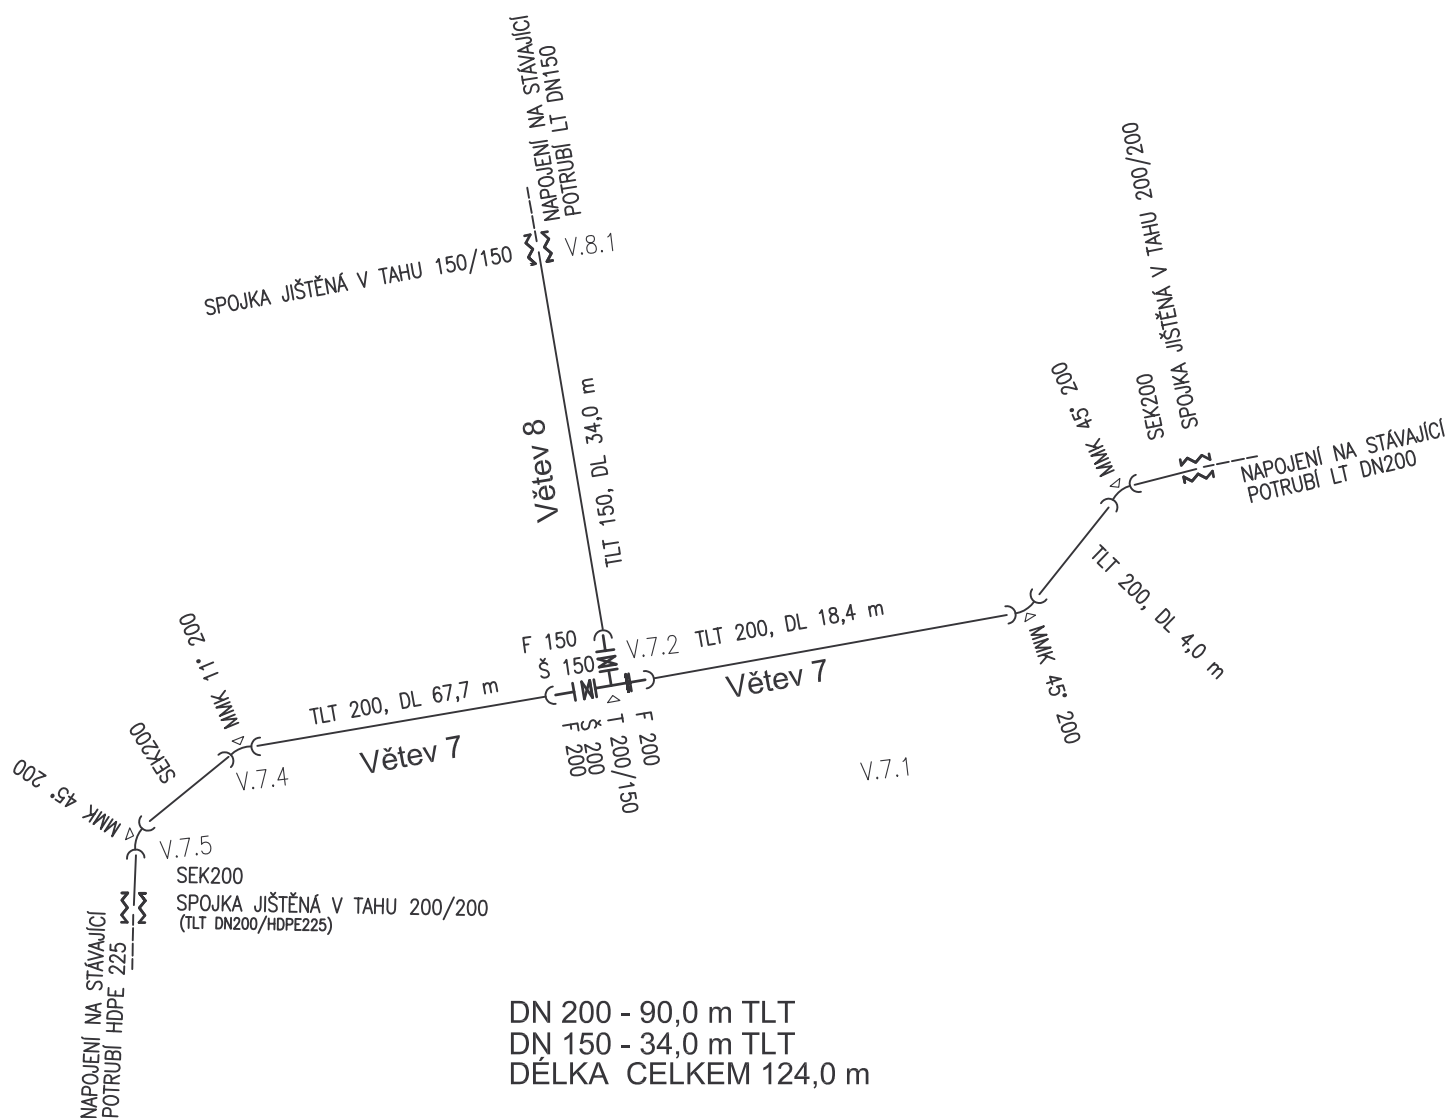 NAPOJENÍ NA STÁVAJÍCÍ
POTRUBÍ LT DN150
V.8.1
SPOJKA JIŠTĚNÁ V TAHU 150/150
SPOJKA JIŠTĚNÁ V TAHU 200/200
SEK200
MMK 45° 200
NAPOJENÍ NA STÁVAJÍCÍ
POTRUBÍ LT DN200
Větev 8
TLT 150, DL 34,0 m
TLT 200, DL 4,0 m
MMK 45° 200
F 150
Š 150
V.7.2
TLT 200, DL 18,4 m
Větev 7
F 200
T 200/150
Š 200
F 200
V.7.1
TLT 200, DL 67,7 m
Větev 7
MMK 11° 200
SEK200
V.7.4
MMK 45° 200
V.7.5
SEK200
SPOJKA JIŠTĚNÁ V TAHU 200/200
(TLT DN200/HDPE225)
NAPOJENÍ NA STÁVAJÍCÍ
POTRUBÍ HDPE 225
DN 200 - 90,0 m TLT
DN 150 - 34,0 m TLT
DÉLKA CELKEM 124,0 m